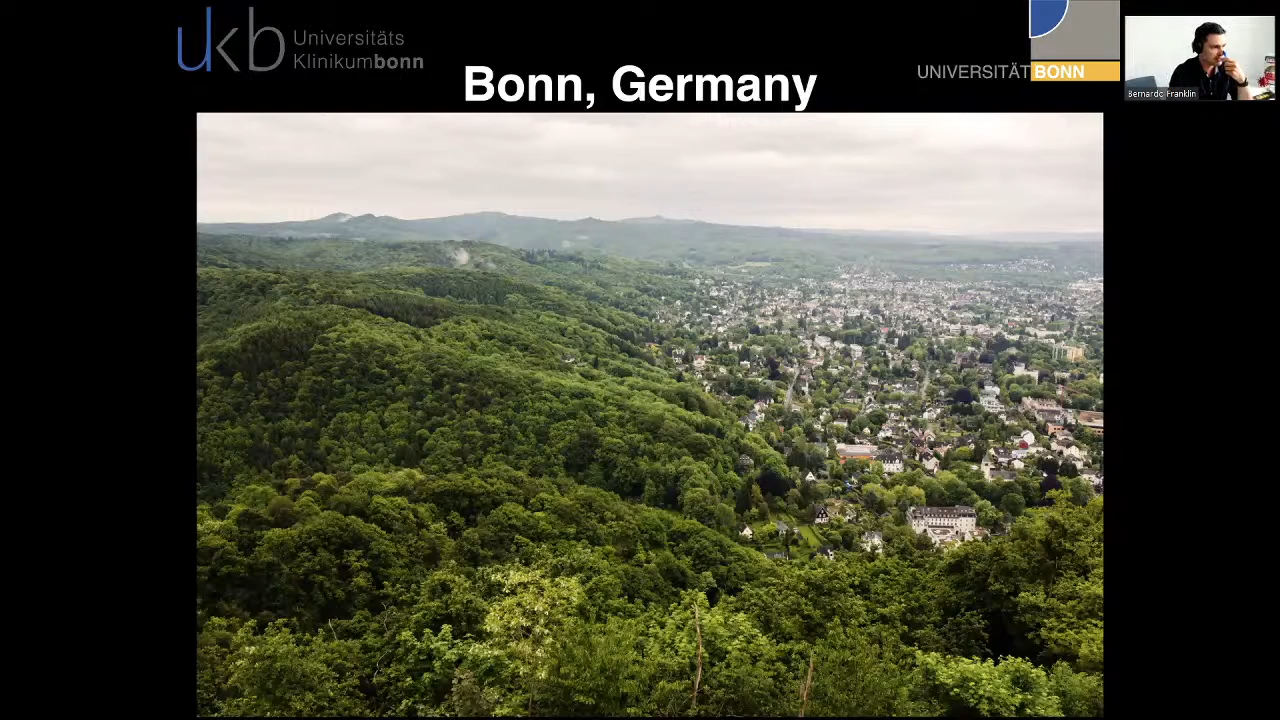 ukb Universitäts
Klinikumbonn
UNIVERSITÄT BONN
Bonn, Germany
Bernardo Franklin